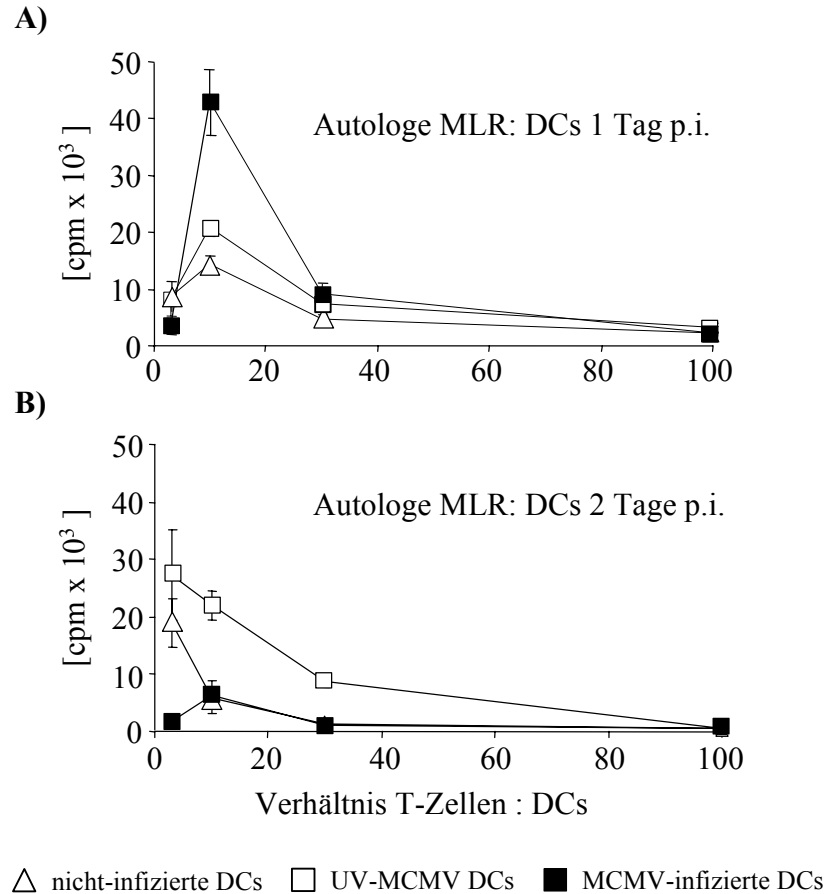 A)
[cpm x 10³]
50
40
30
20
10
0
Autologe MLR: DCs 1 Tag p.i.
0 20 40 60 80 100
B)
[cpm x 10³]
50
40
30
20
10
0
Autologe MLR: DCs 2 Tage p.i.
0 20 40 60 80 100
Verhältnis T-Zellen : DCs
nicht-infizierte DCs UV-MCMV DCs MCMV-infizierte DCs